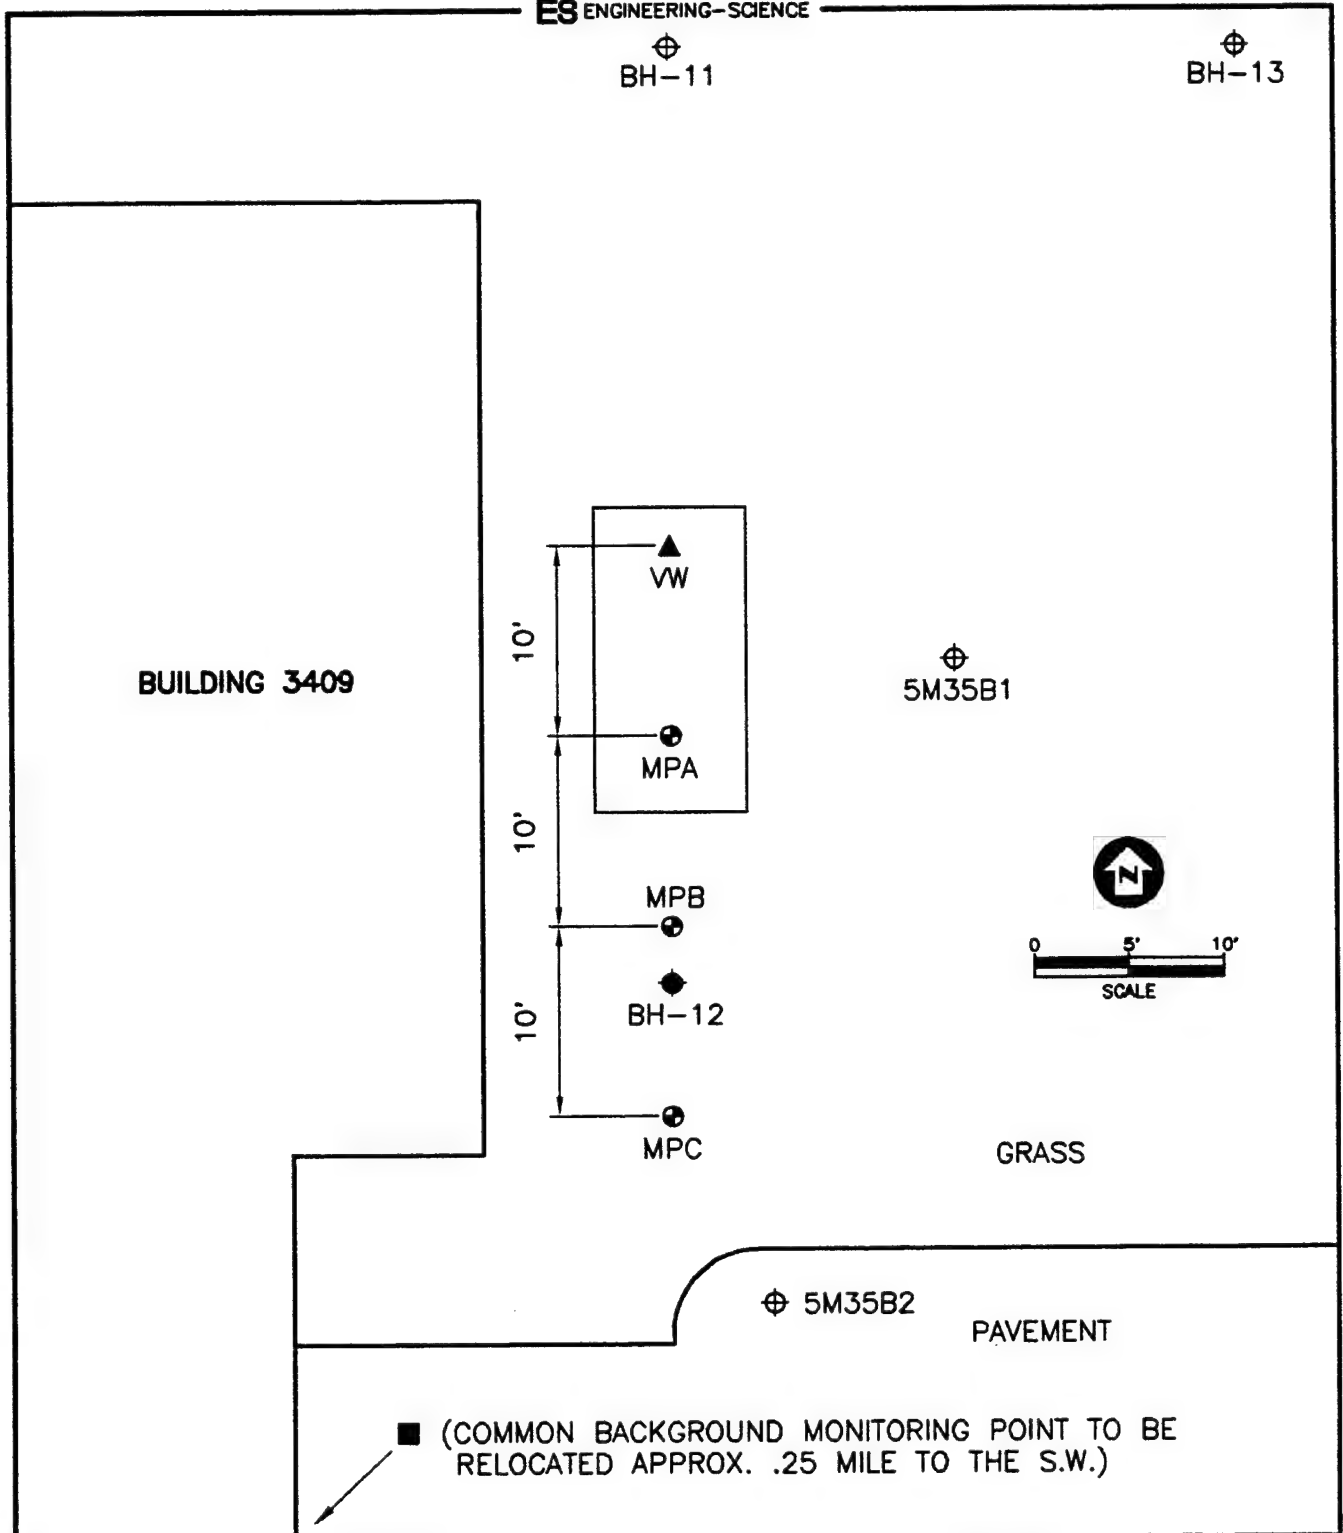 ES ENGINEERING-SCIENCE
BH-11
BH-13
VW
10'
BUILDING 3409
5M35B1
MPA
10'
MPB
N
0 5' 10'
SCALE
BH-12
10'
MPC
GRASS
5M35B2
PAVEMENT
(COMMON BACKGROUND MONITORING POINT TO BE
RELOCATED APPROX. .25 MILE TO THE S.W.)